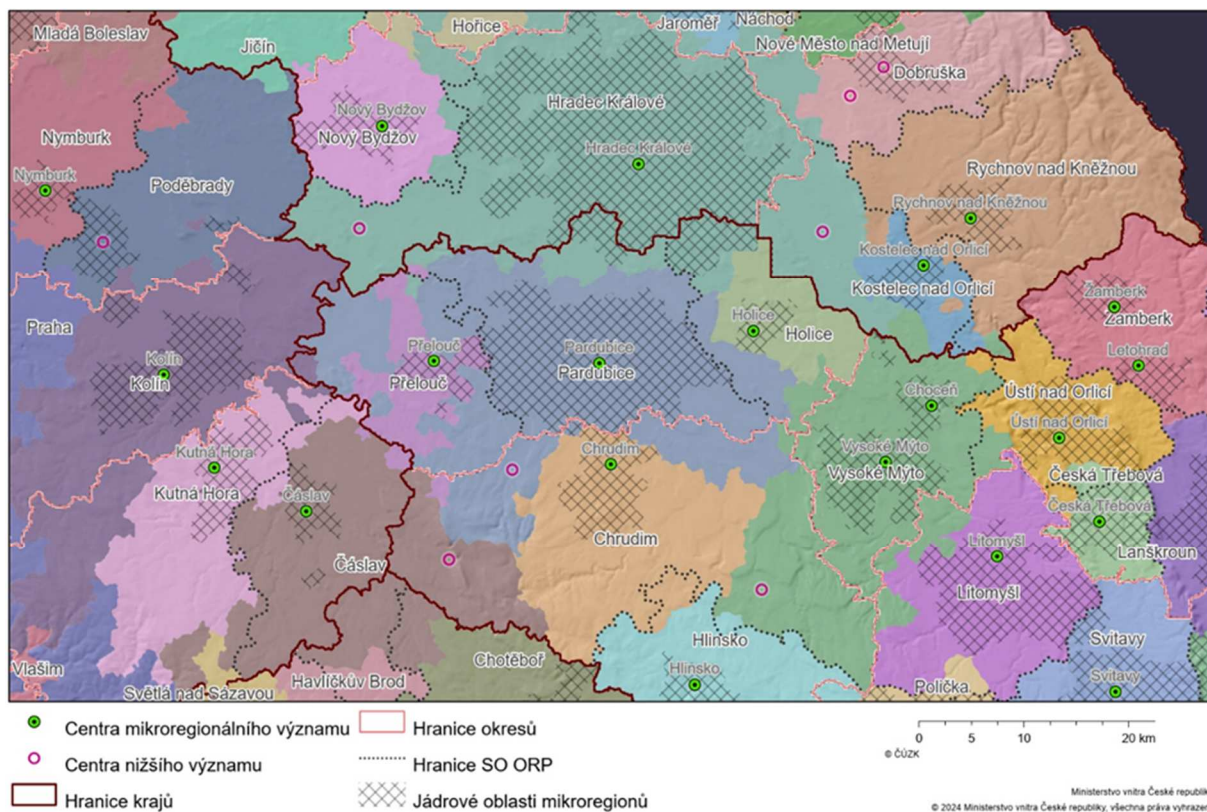 Mladá Boleslav
Jičín
Hořice
Jaroměř
Náchod
Nové Město nad Metují
Dobruška
Hradec Králové
Nový Bydžov
Nový Bydžov
Hradec Králové
Nymburk
Nymburk
Poděbrady
Rychnov nad Kněžnou
Rychnov nad Kněžnou
Kostelec nad Orlicí
Kostelec nad Orlicí
Žamberk
Žamberk
Praha
Kolín
Kolín
Přelouč
Přelouč
Pardubice
Pardubice
Holice
Holice
Letohrad
Choceň
Ústí nad Orlicí
Ústí nad Orlicí
Kutná Hora
Kutná Hora
Chrudim
Chrudim
Vysoké Mýto
Vysoké Mýto
Česká Třebová
Česká Třebová
Čáslav
Čáslav
Litomyšl
Litomyšl
Lanškroun
Vlašim
Světlá nad Sázavou
Havlíčkův Brod
Chotěboř
Hlinsko
Hlinsko
Polička
Svitavy
Svitavy
Centra mikroregionálního významu
Centra nižšího významu
Hranice krajů
Hranice okresů
Hranice SO ORP
Jádrové oblasti mikroregionů
0 5 10 20 km
© ČÚZK
Ministerstvo vnitra České republik
© 2024 Ministerstvo vnitra České republiky, všechna práva vyhrazen